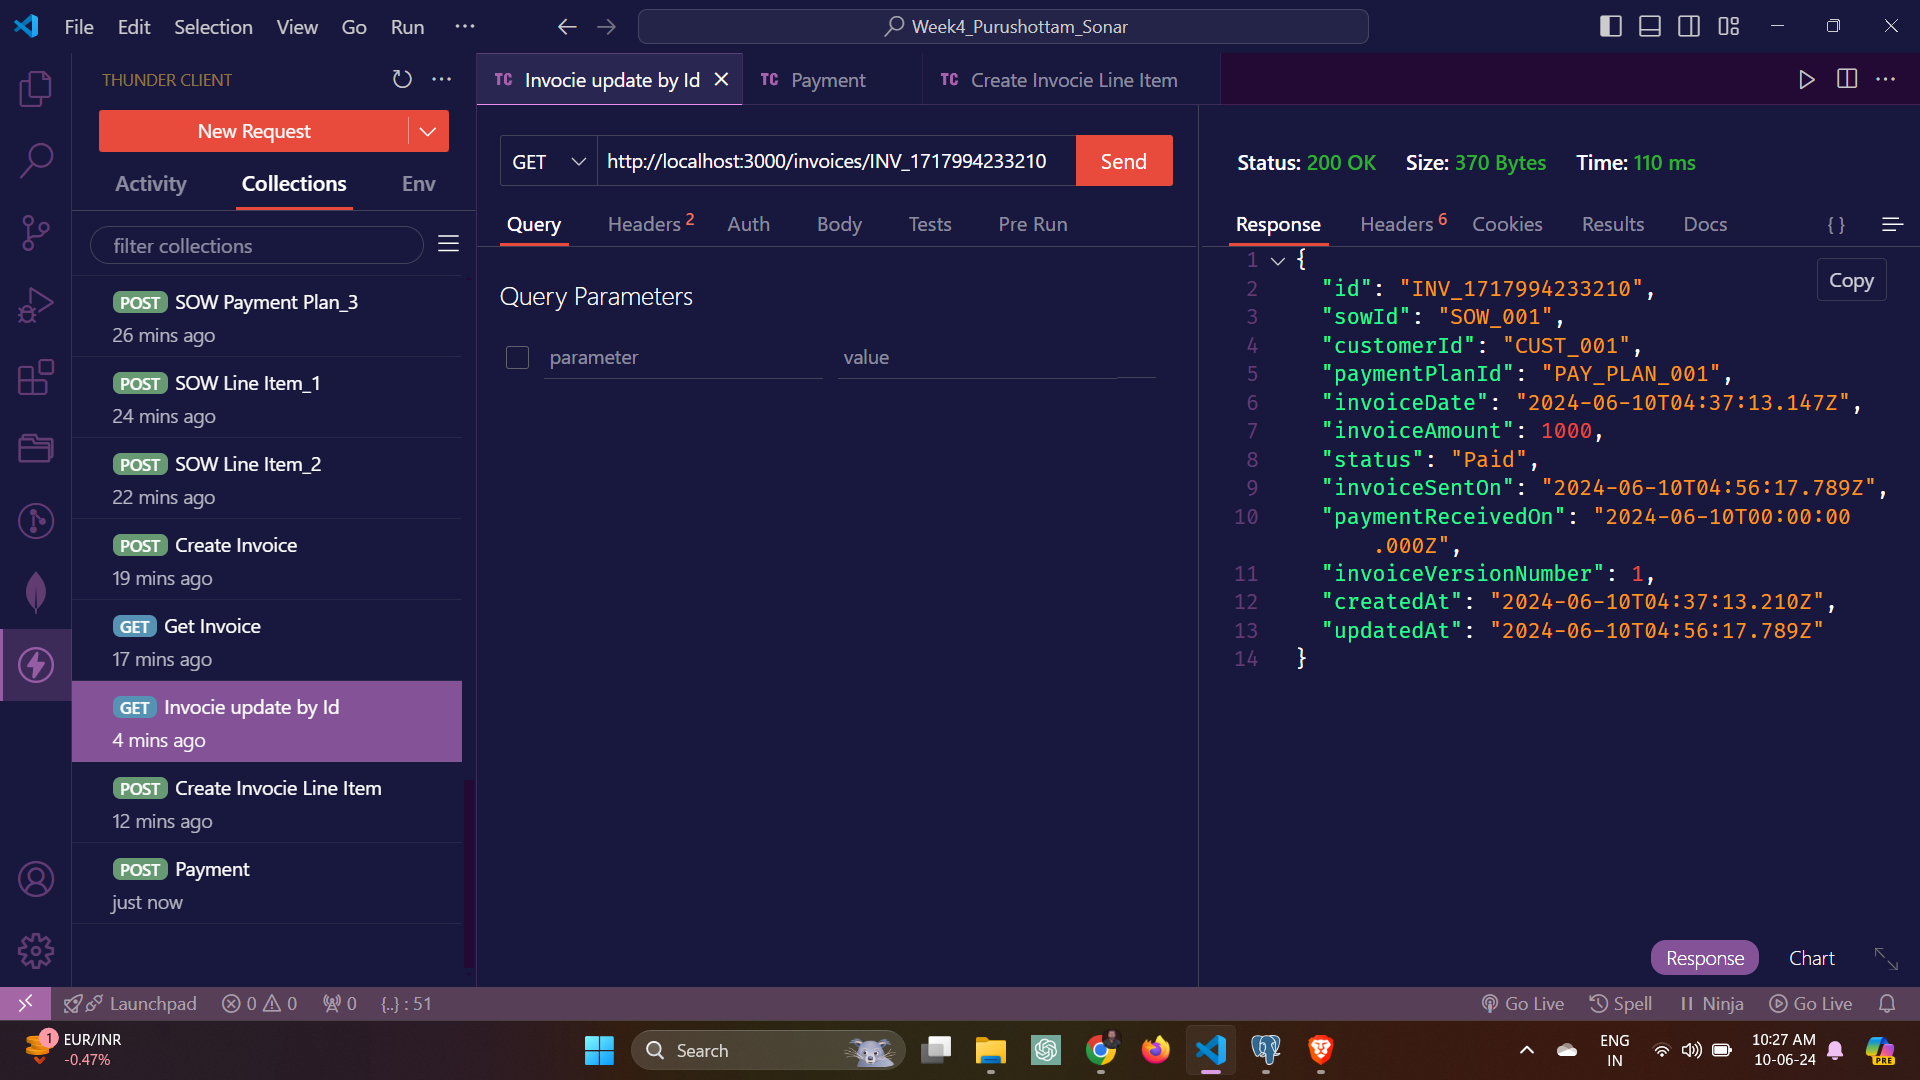 File Edit Selection View Go Run ···
Week4_Purushottam_Sonar
THUNDER CLIENT
New Request
Activity Collections Env
filter collections
POST SOW Payment Plan_3
26 mins ago
POST SOW Line Item_1
24 mins ago
POST SOW Line Item_2
22 mins ago
POST Create Invoice
19 mins ago
GET Get Invoice
17 mins ago
GET Invocie update by Id
4 mins ago
POST Create Invocie Line Item
12 mins ago
POST Payment
just now
TC Invocie update by Id TC Payment TC Create Invocie Line Item
GET http://localhost:3000/invoices/INV_1717994233210 Send
Query Headers 2 Auth Body Tests Pre Run
Query Parameters
parameter value
Status: 200 OK Size: 370 Bytes Time: 110 ms
Response Headers 6 Cookies Results Docs { }
Copy
1 {
2 "id": "INV_1717994233210",
3 "sowId": "SOW_001",
4 "customerId": "CUST_001",
5 "paymentPlanId": "PAY_PLAN_001",
6 "invoiceDate": "2024-06-10T04:37:13.147Z",
7 "invoiceAmount": 1000,
8 "status": "Paid",
9 "invoiceSentOn": "2024-06-10T04:56:17.789Z",
10 "paymentReceivedOn": "2024-06-10T00:00:00
.000Z",
11 "invoiceVersionNumber": 1,
12 "createdAt": "2024-06-10T04:37:13.210Z",
13 "updatedAt": "2024-06-10T04:56:17.789Z"
14 }
Response Chart
Launchpad 0 0 0 {..} : 51 Go Live Spell Ninja Go Live
1 EUR/INR
-0.47%
Search
ENG
IN
10:27 AM
10-06-24
PRE